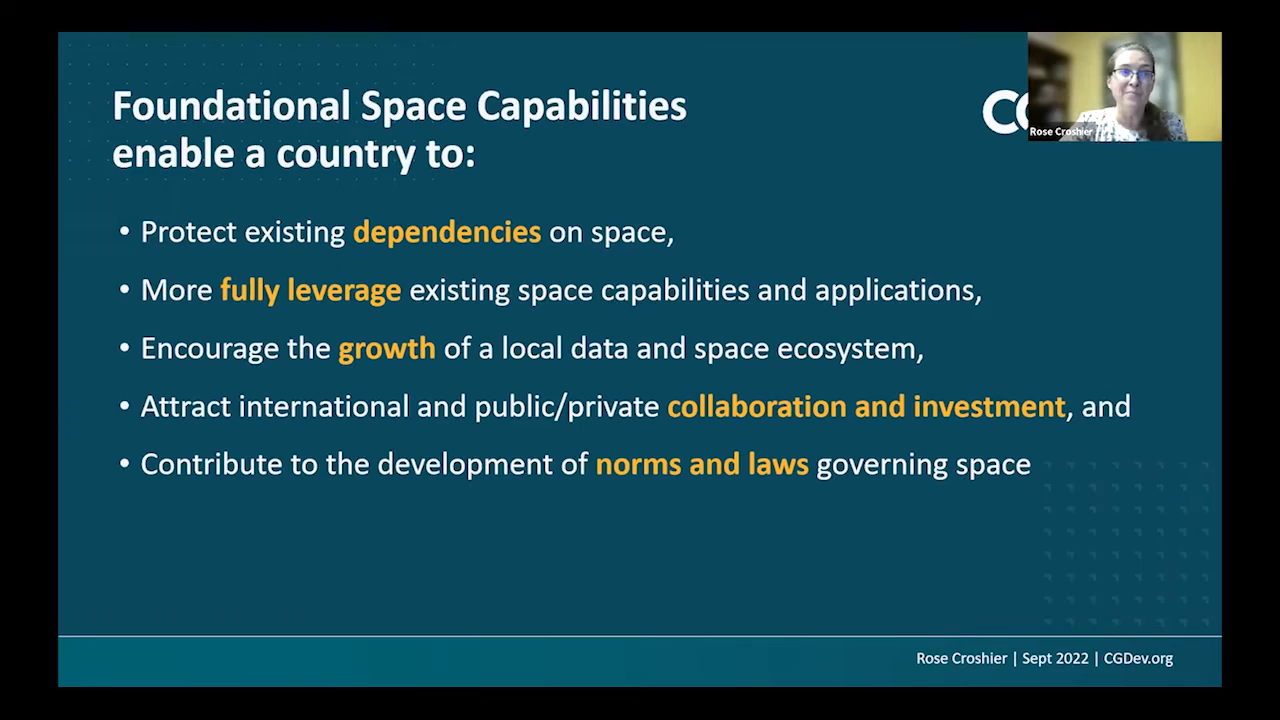 Foundational Space Capabilities
enable a country to:
CG
Rose Croshier
• Protect existing dependencies on space,
• More fully leverage existing space capabilities and applications,
• Encourage the growth of a local data and space ecosystem,
• Attract international and public/private collaboration and investment, and
• Contribute to the development of norms and laws governing space
Rose Croshier | Sept 2022 | CGDev.org